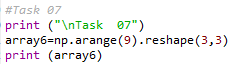 #Task 07
print ("\nTask  07")
array6=np.arange(9).reshape(3,3)
print (array6)